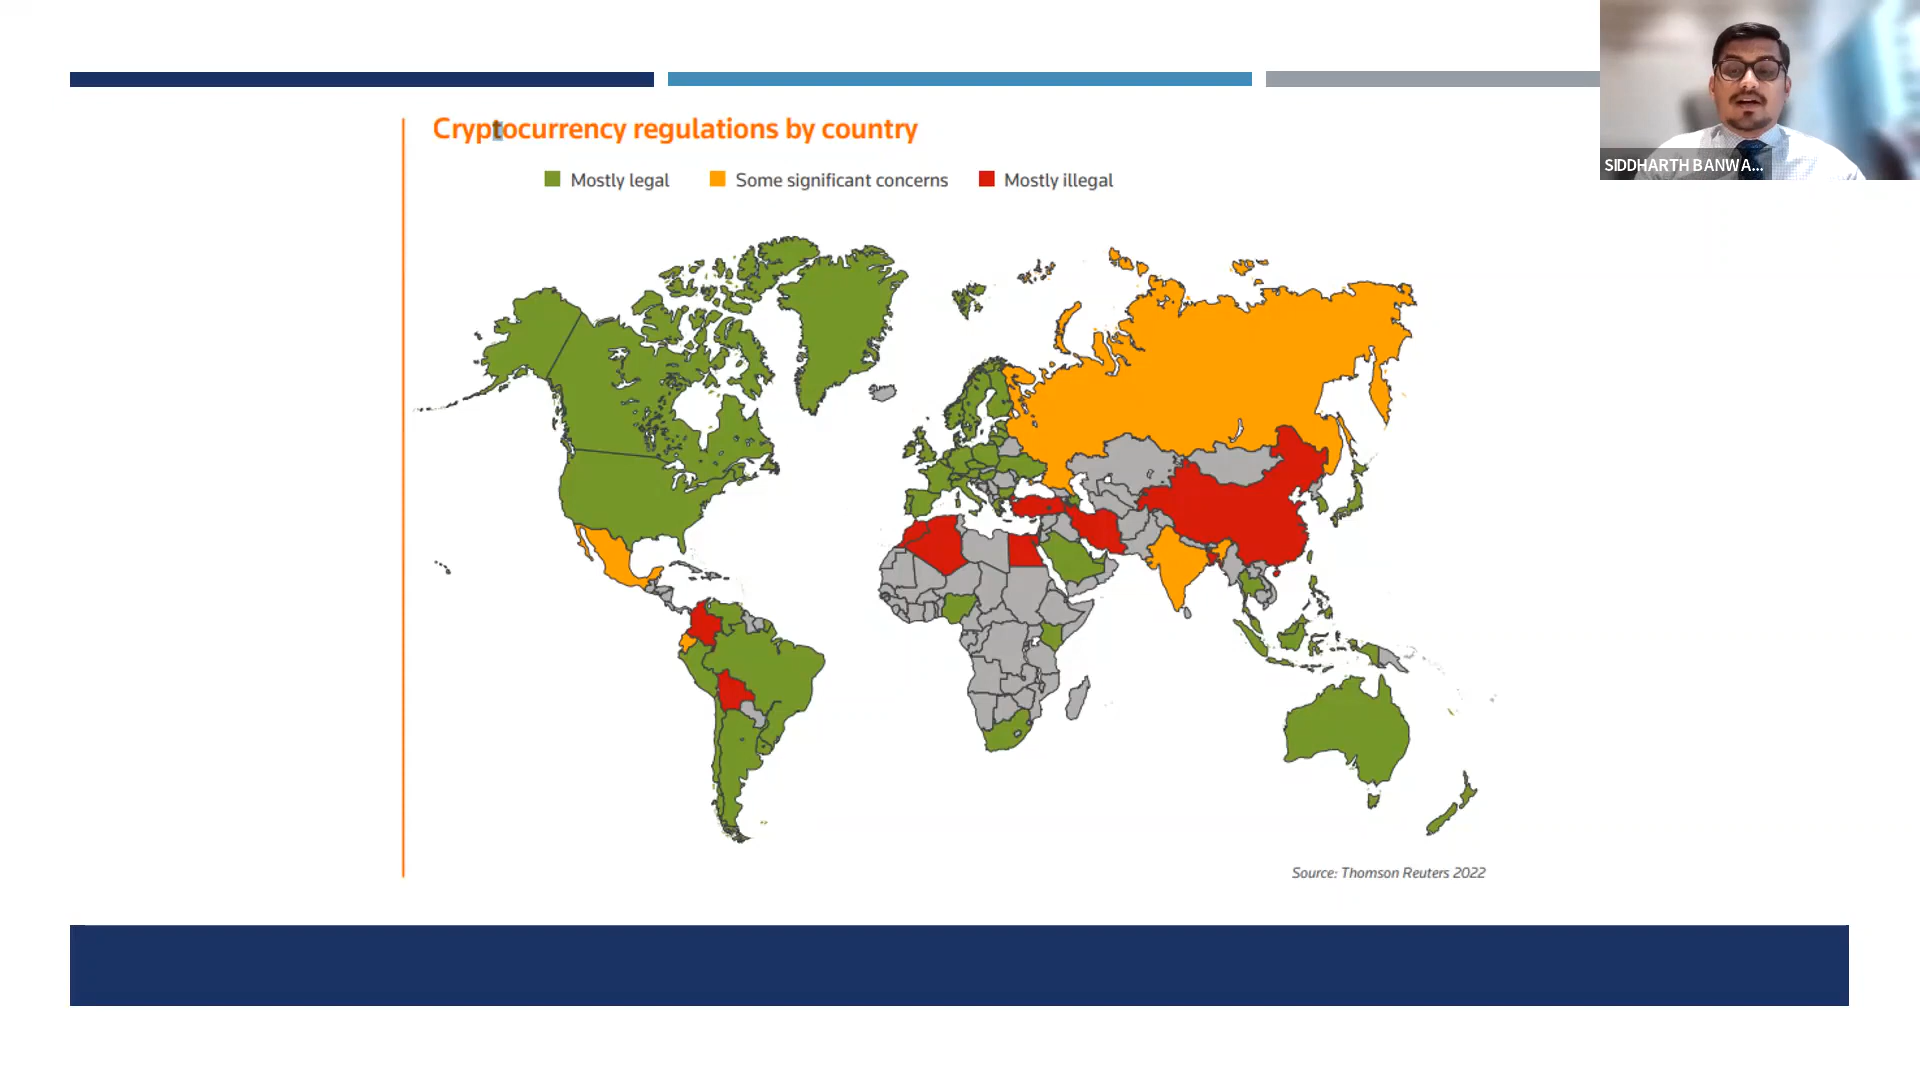 Cryptocurrency regulations by country
Mostly legal
Some significant concerns
Mostly illegal
SIDDHARTH BANWA...
Source: Thomson Reuters 2022